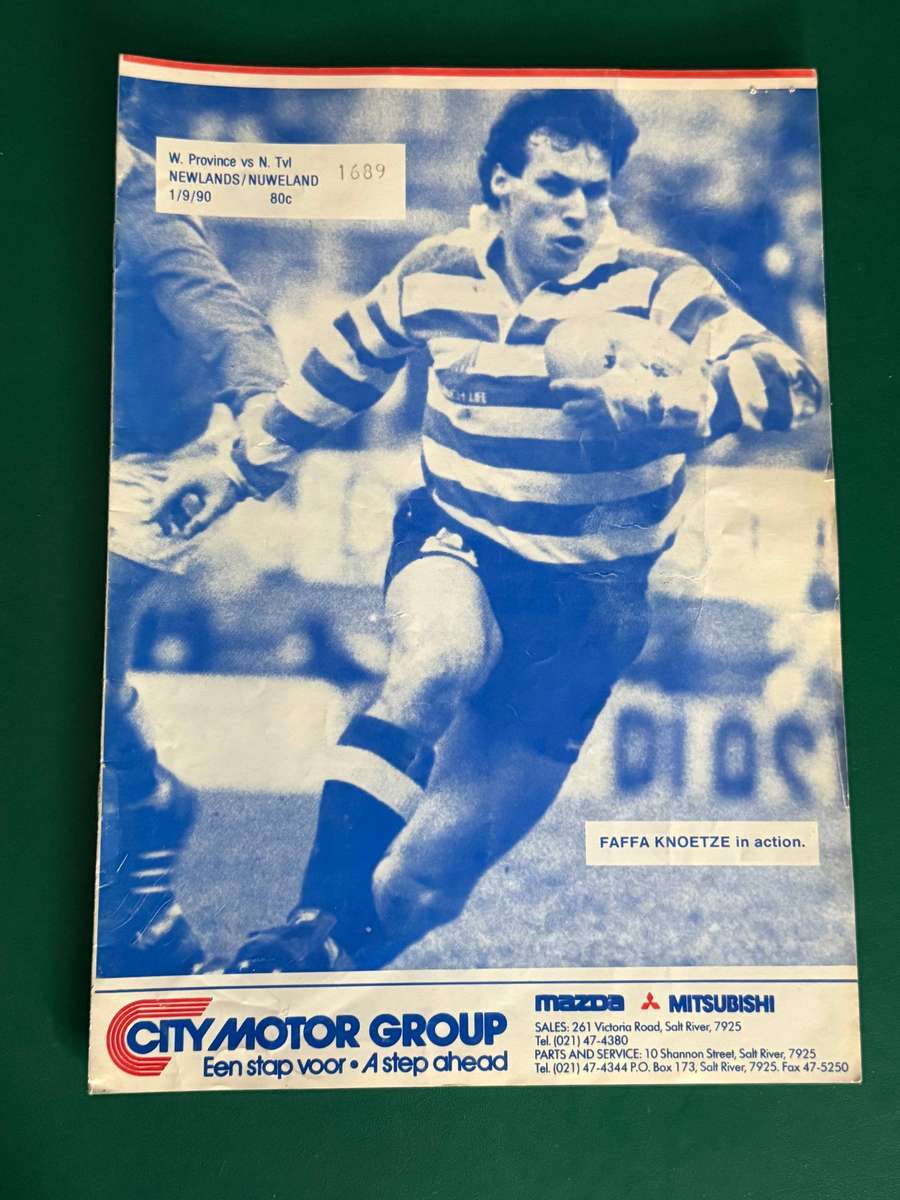 W. Province vs N. Tvl
NEWLANDS/NUWELAND 1689
1/9/90 80c
FAFFA KNOETZE in action.
CITY MOTOR GROUP
Een stap voor • A step ahead
mazda MITSUBISHI
SALES: 261 Victoria Road, Salt River, 7925
Tel. (021) 47-4380
PARTS AND SERVICE: 10 Shannon Street, Salt River, 7925
Tel. (021) 47-4344 P.O. Box 173, Salt River, 7925. Fax 47-5250